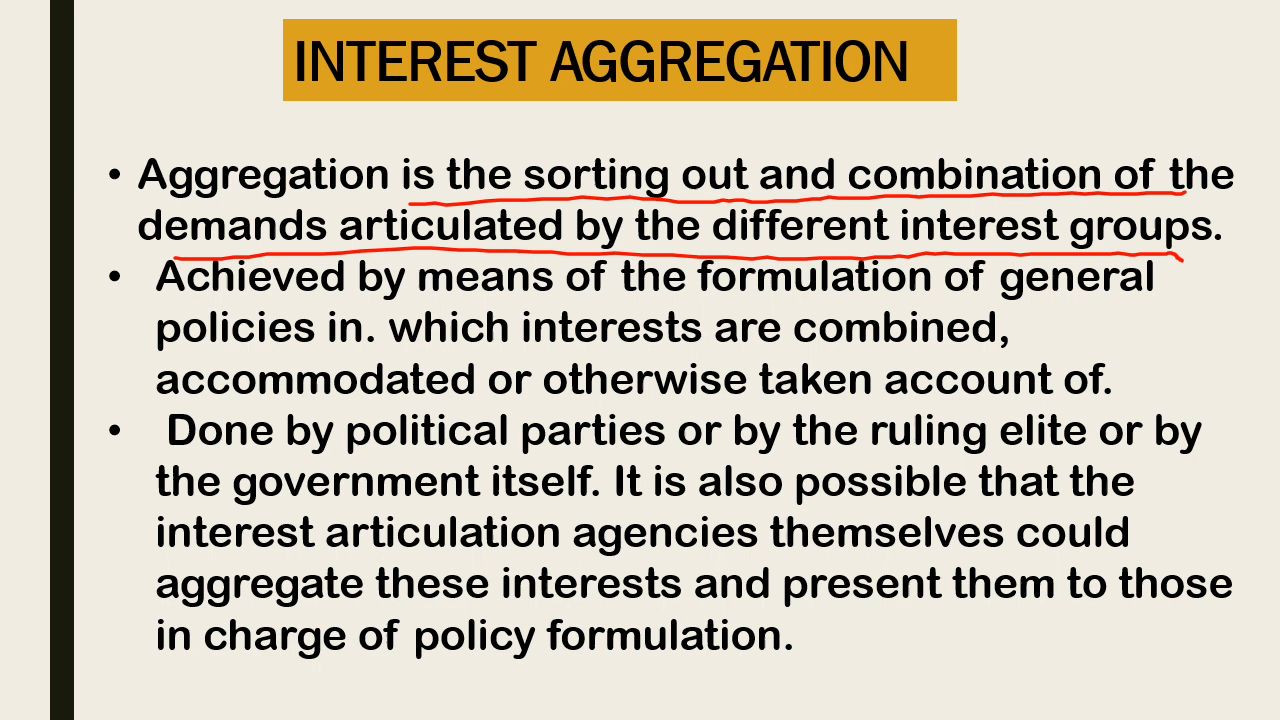 INTEREST AGGREGATION
• Aggregation is the sorting out and combination of the
demands articulated by the different interest groups.
• Achieved by means of the formulation of general
policies in. which interests are combined,
accommodated or otherwise taken account of.
• Done by political parties or by the ruling elite or by
the government itself. It is also possible that the
interest articulation agencies themselves could
aggregate these interests and present them to those
in charge of policy formulation.